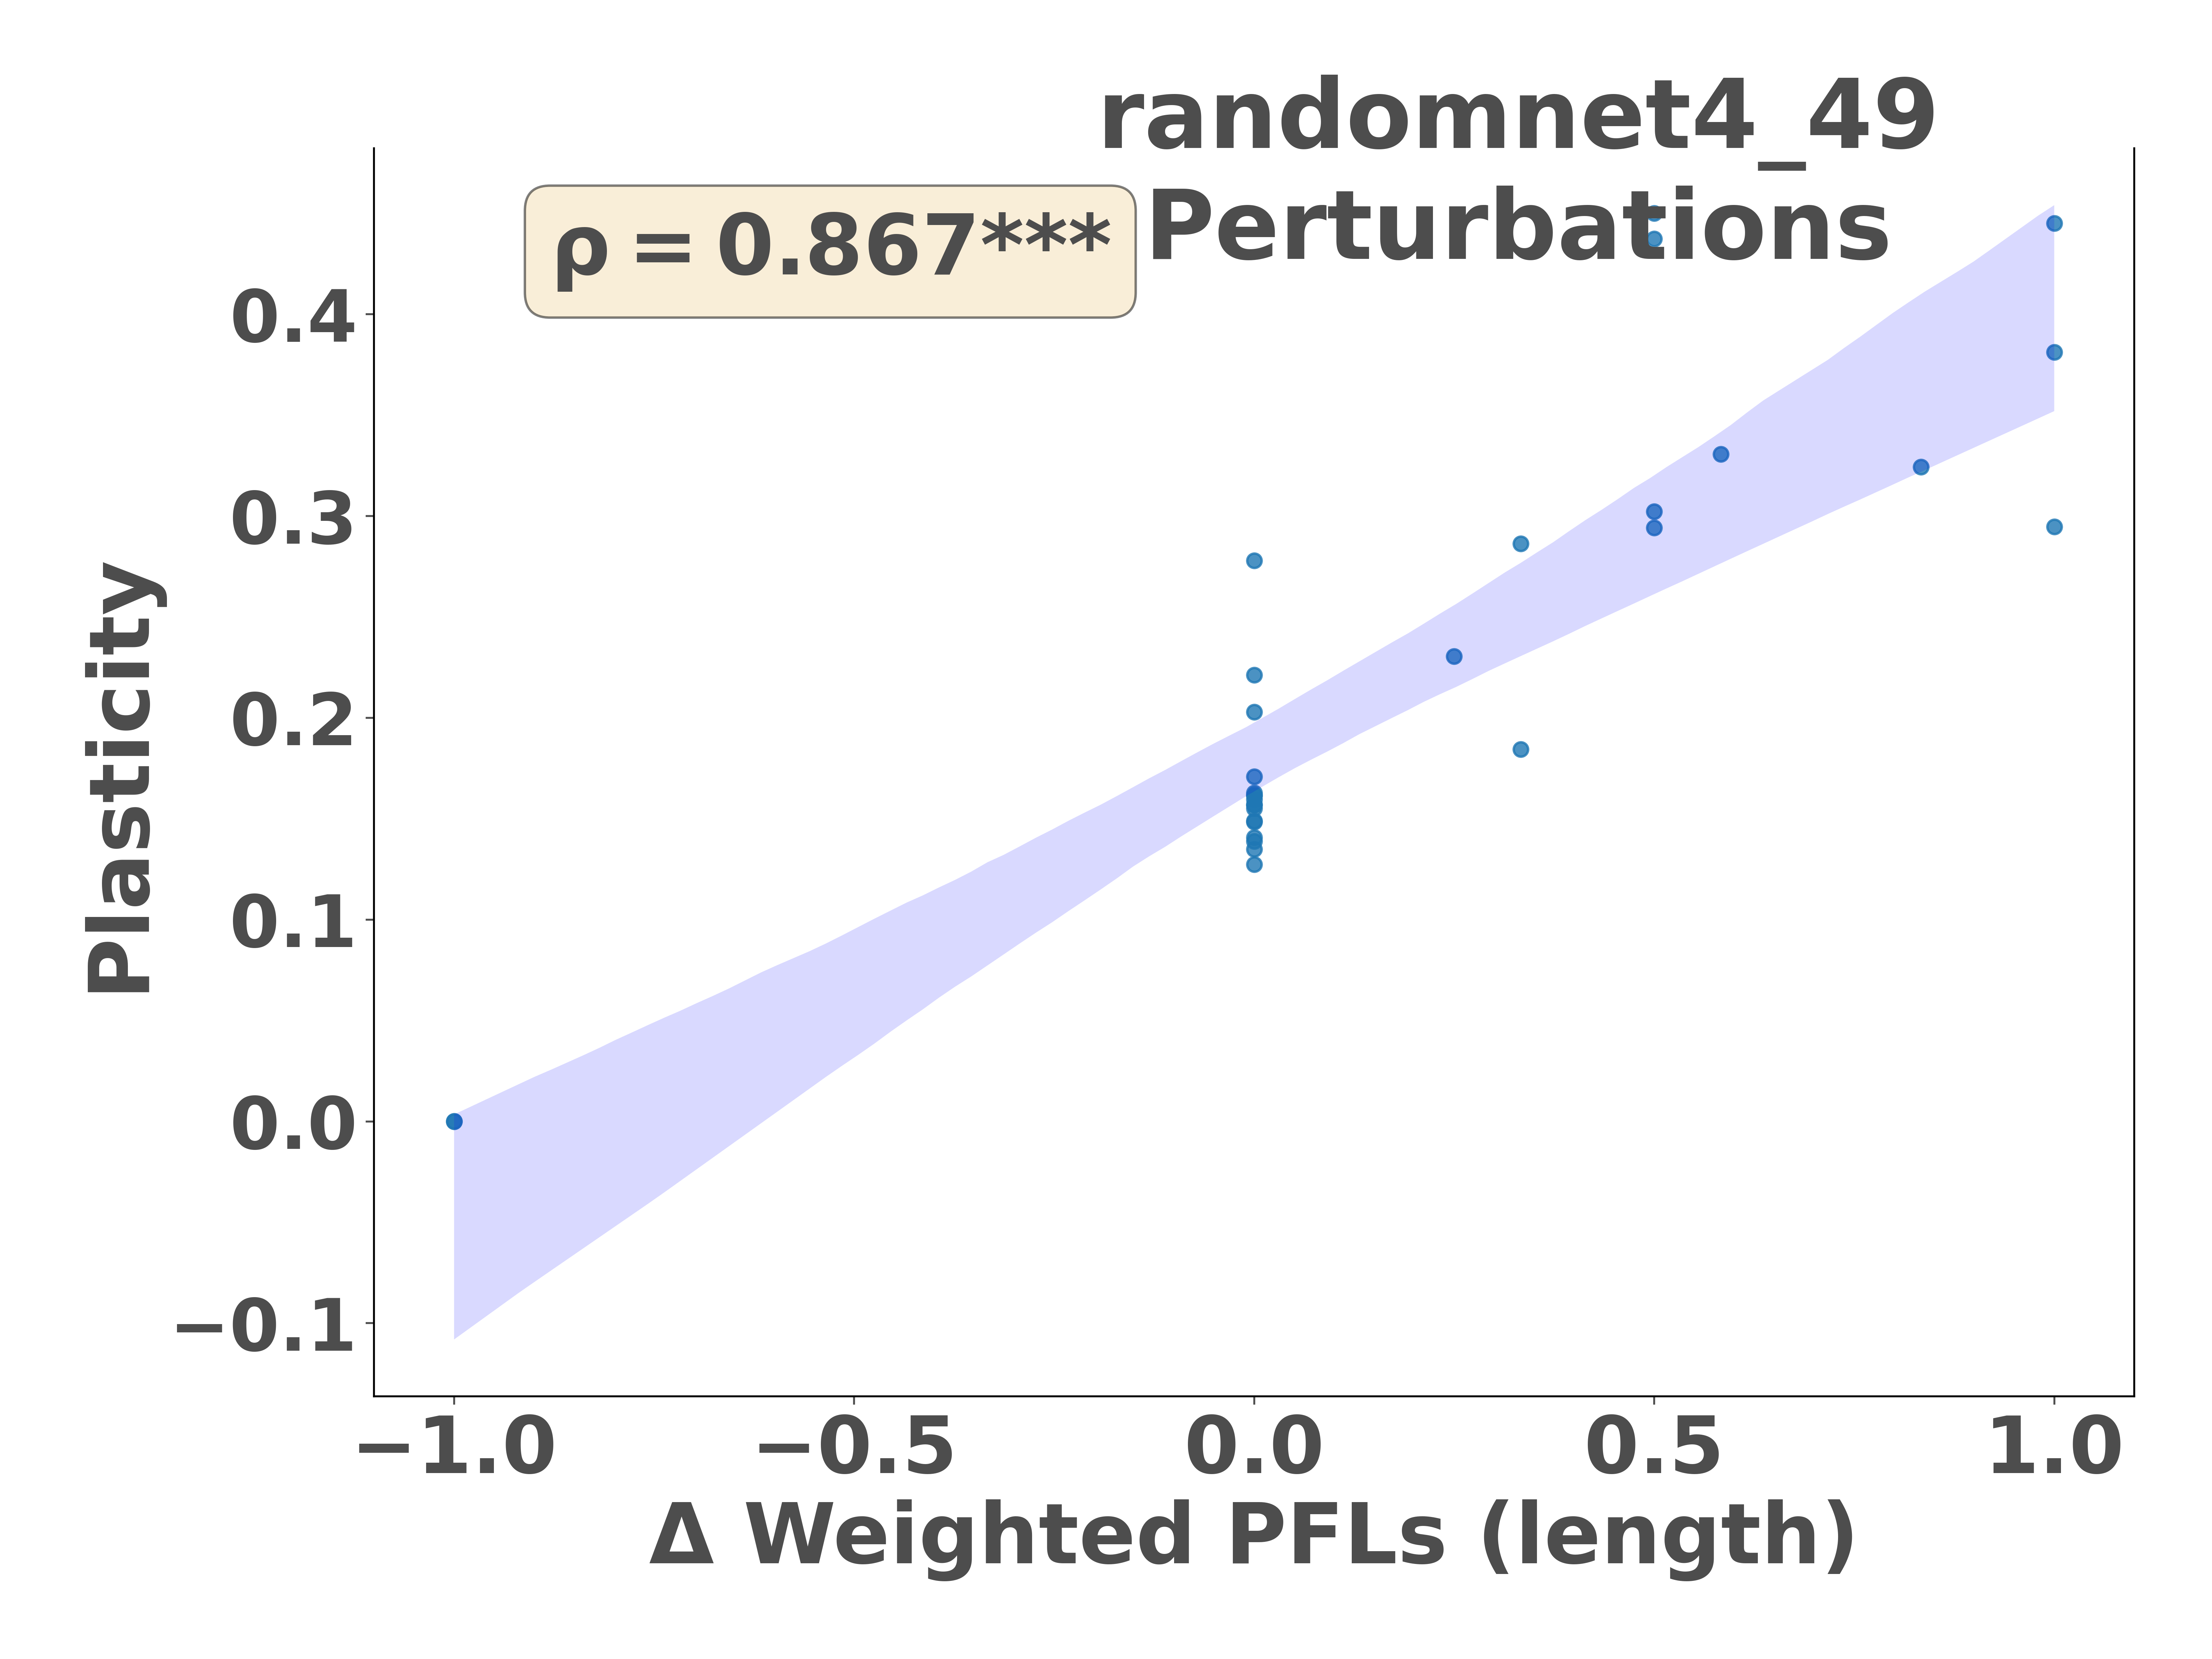 randomnet4_49
Perturbations
ρ = 0.867***
Plasticity
0.4
0.3
0.2
0.1
0.0
−0.1
−1.0 −0.5 0.0 0.5 1.0
Δ Weighted PFLs (length)